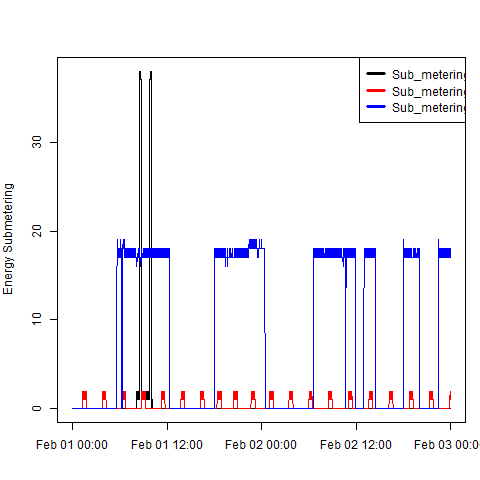 Sub_metering
Sub_metering
Sub_metering
Energy Submetering
30
20
10
0
Feb 01 00:00
Feb 01 12:00
Feb 02 00:00
Feb 02 12:00
Feb 03 00:00